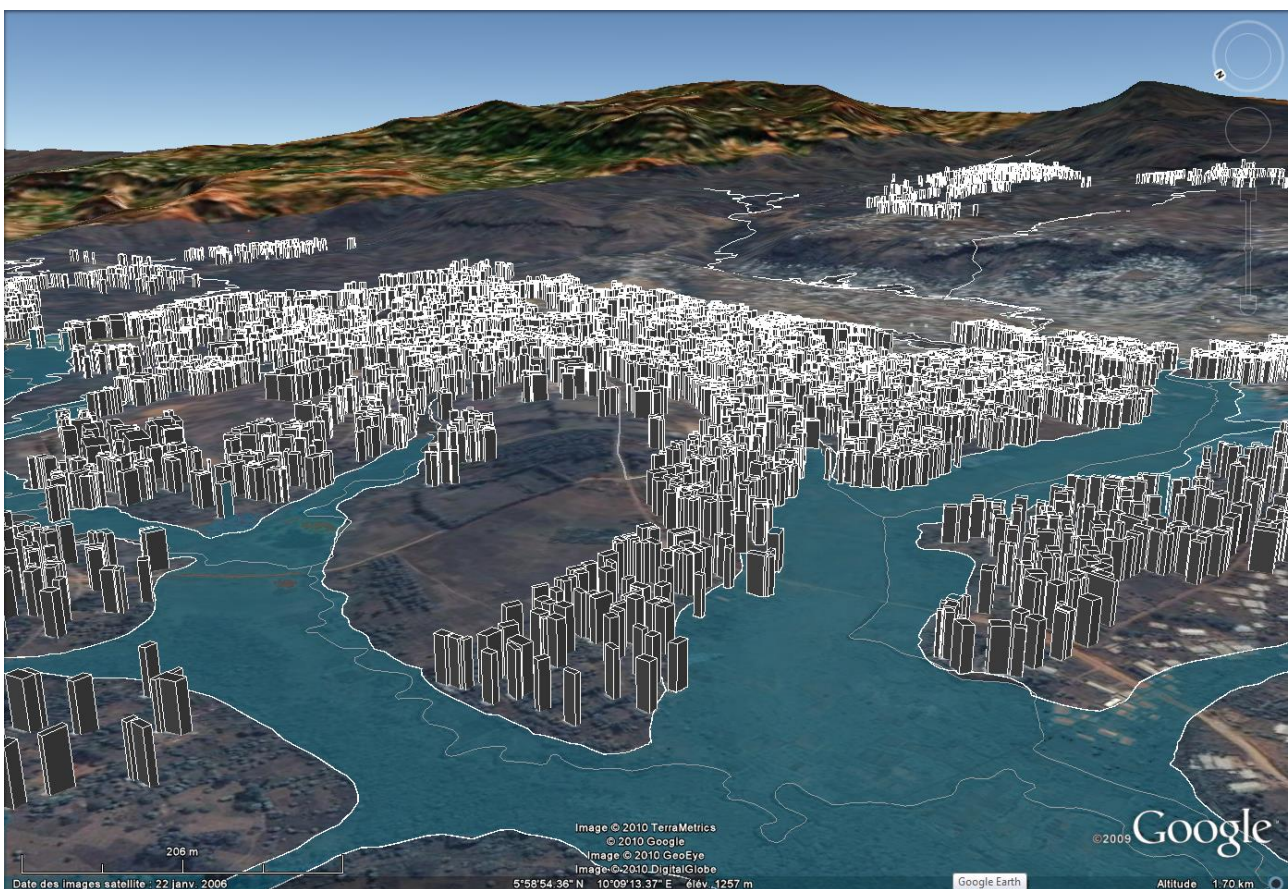 N
206 m
Image © 2010 TerraMetrics
© 2010 Google
Image © 2010 GeoEye
Image © 2010 DigitalGlobe
©2009 Google
Date des images satellite : 22 janv. 2006 5°58'54.36" N 10°09'13.37" E élév. 1257 m Google Earth Altitude 1.70 km